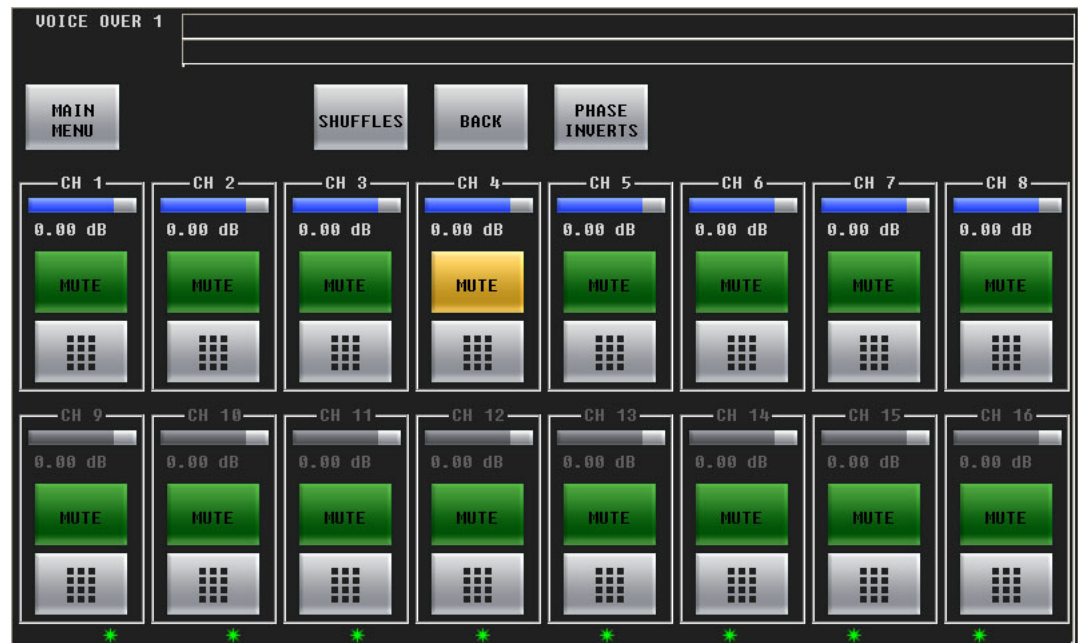 VOICE OVER 1
MAIN
MENU
SHUFFLES
BACK
PHASE
INVERTS
CH 1 CH 2 CH 3 CH 4 CH 5 CH 6 CH 7 CH 8
0.00 dB 0.00 dB 0.00 dB 0.00 dB 0.00 dB 0.00 dB 0.00 dB 0.00 dB
MUTE MUTE MUTE MUTE MUTE MUTE MUTE MUTE
CH 9 CH 10 CH 11 CH 12 CH 13 CH 14 CH 15 CH 16
0.00 dB 0.00 dB 0.00 dB 0.00 dB 0.00 dB 0.00 dB 0.00 dB 0.00 dB
MUTE MUTE MUTE MUTE MUTE MUTE MUTE MUTE